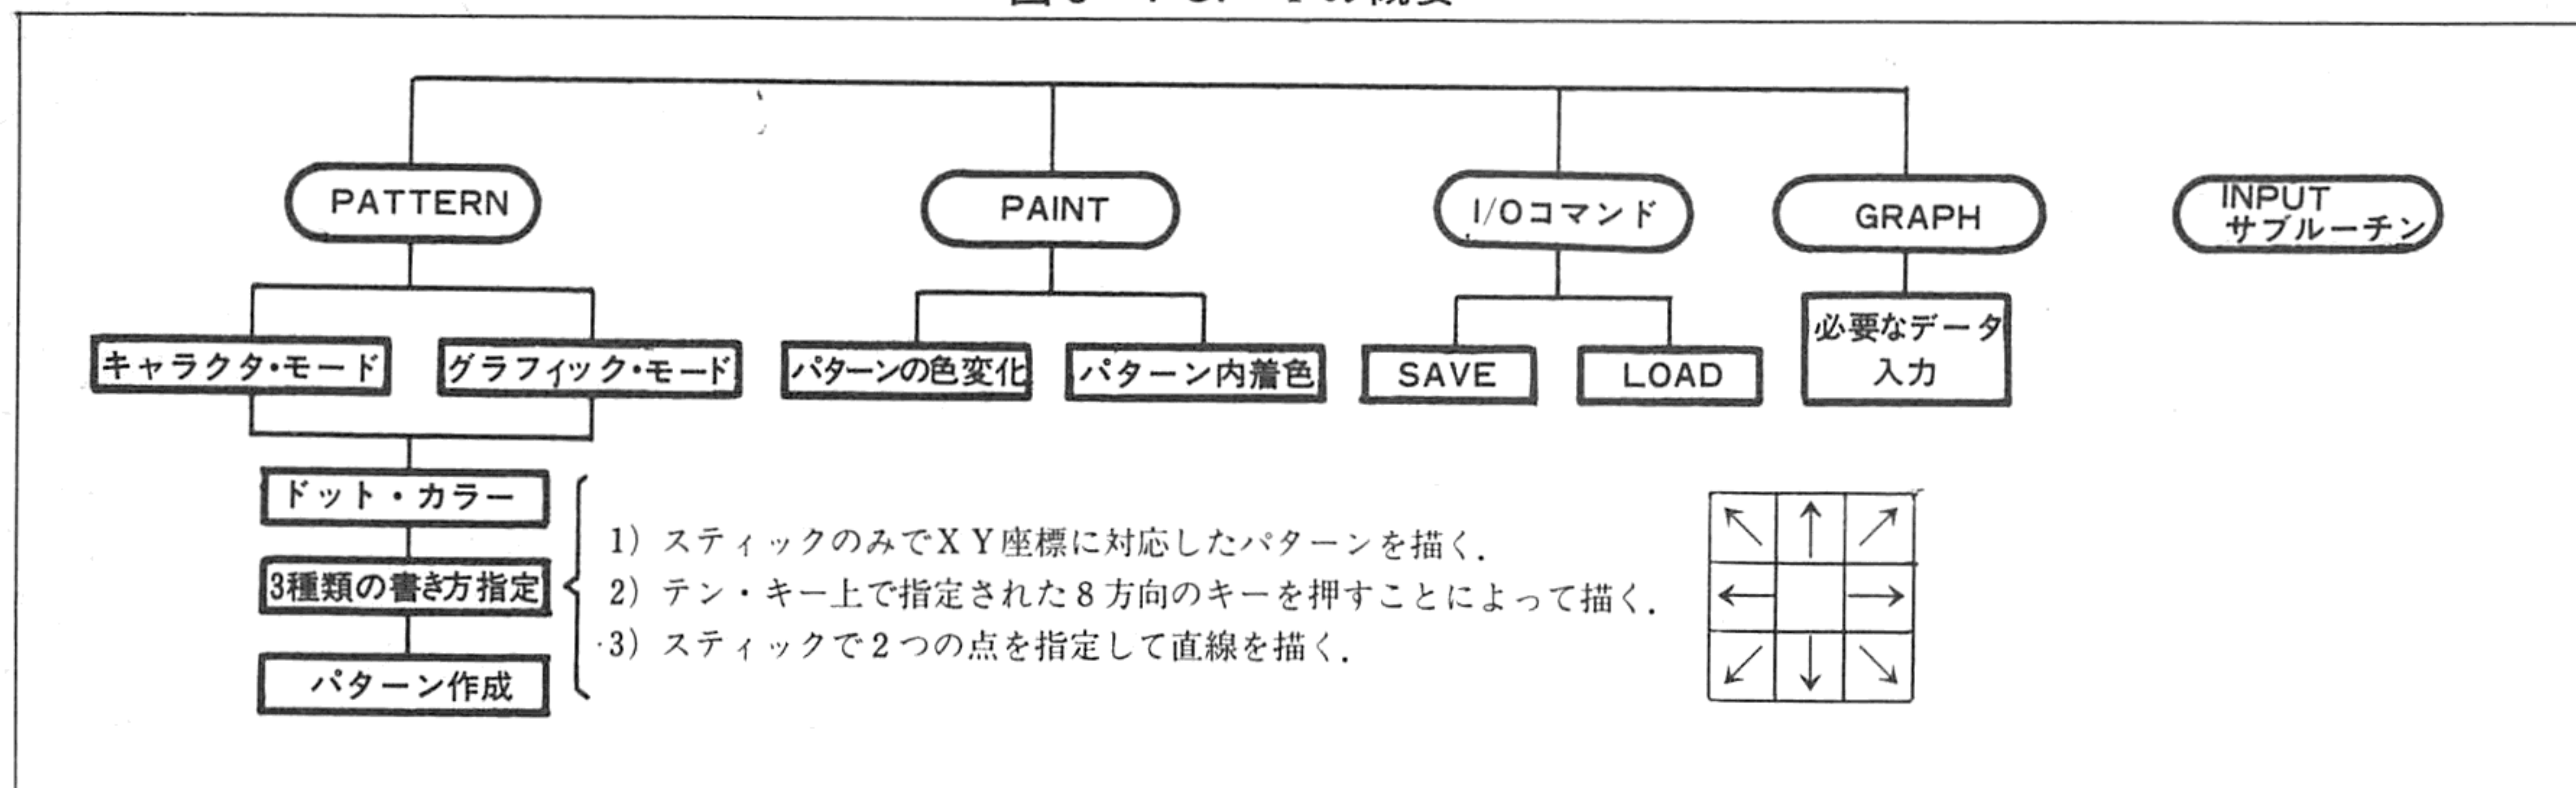 の概要
PATTERN
PAINT
I/Oコマンド
GRAPH
INPUT
サブルーチン
キャラクタ・モード
グラフィック・モード
パターンの色変化
パターン内着色
SAVE
LOAD
必要なデータ
入力
ドット・カラー
3種類の書き方指定
パターン作成
1) スティックのみでXY座標に対応したパターンを描く.
2) テン・キー上で指定された8方向のキーを押すことによって描く.
3) スティックで2つの点を指定して直線を描く.